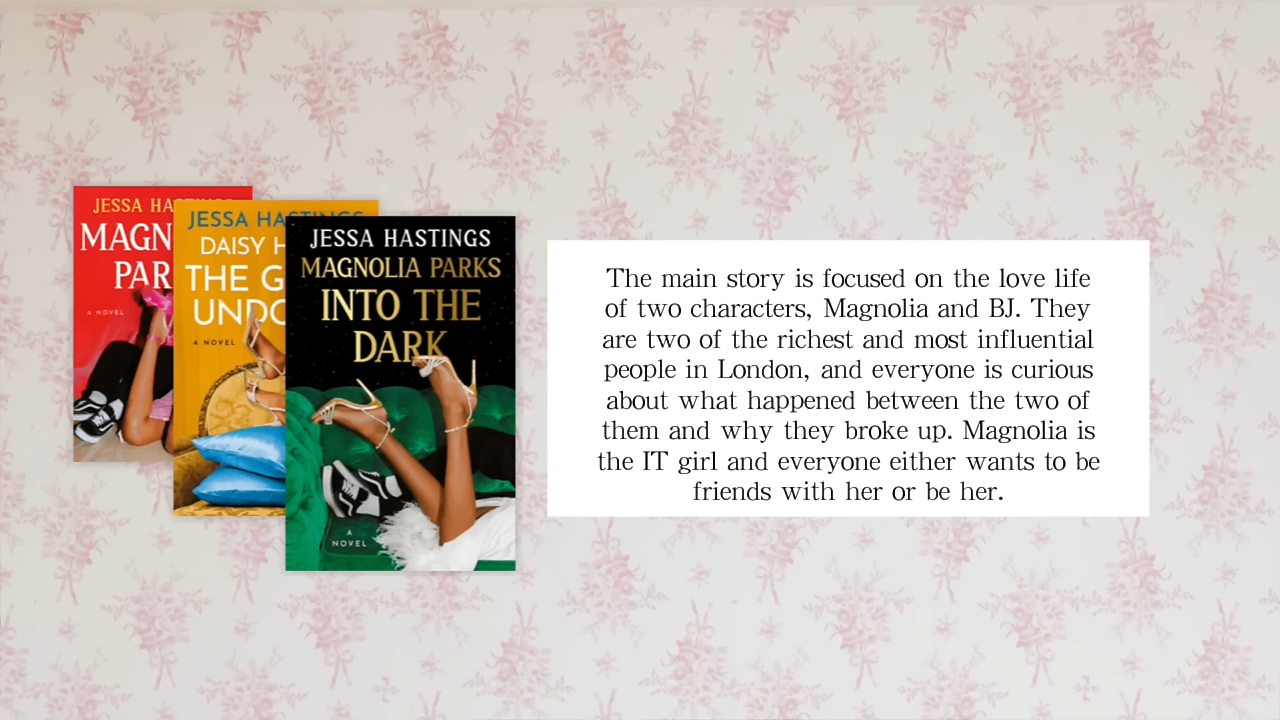 JESSA
A NOVEL
JESSA HASTINGS
DAISY
THE
A NOVEL
JESSA HASTINGS
MAGNOLIA PARKS
INTO THE
DARK
A
NOVEL
The main story is focused on the love life
of two characters, Magnolia and BJ. They
are two of the richest and most influential
people in London, and everyone is curious
about what happened between the two of
them and why they broke up. Magnolia is
the IT girl and everyone either wants to be
friends with her or be her.